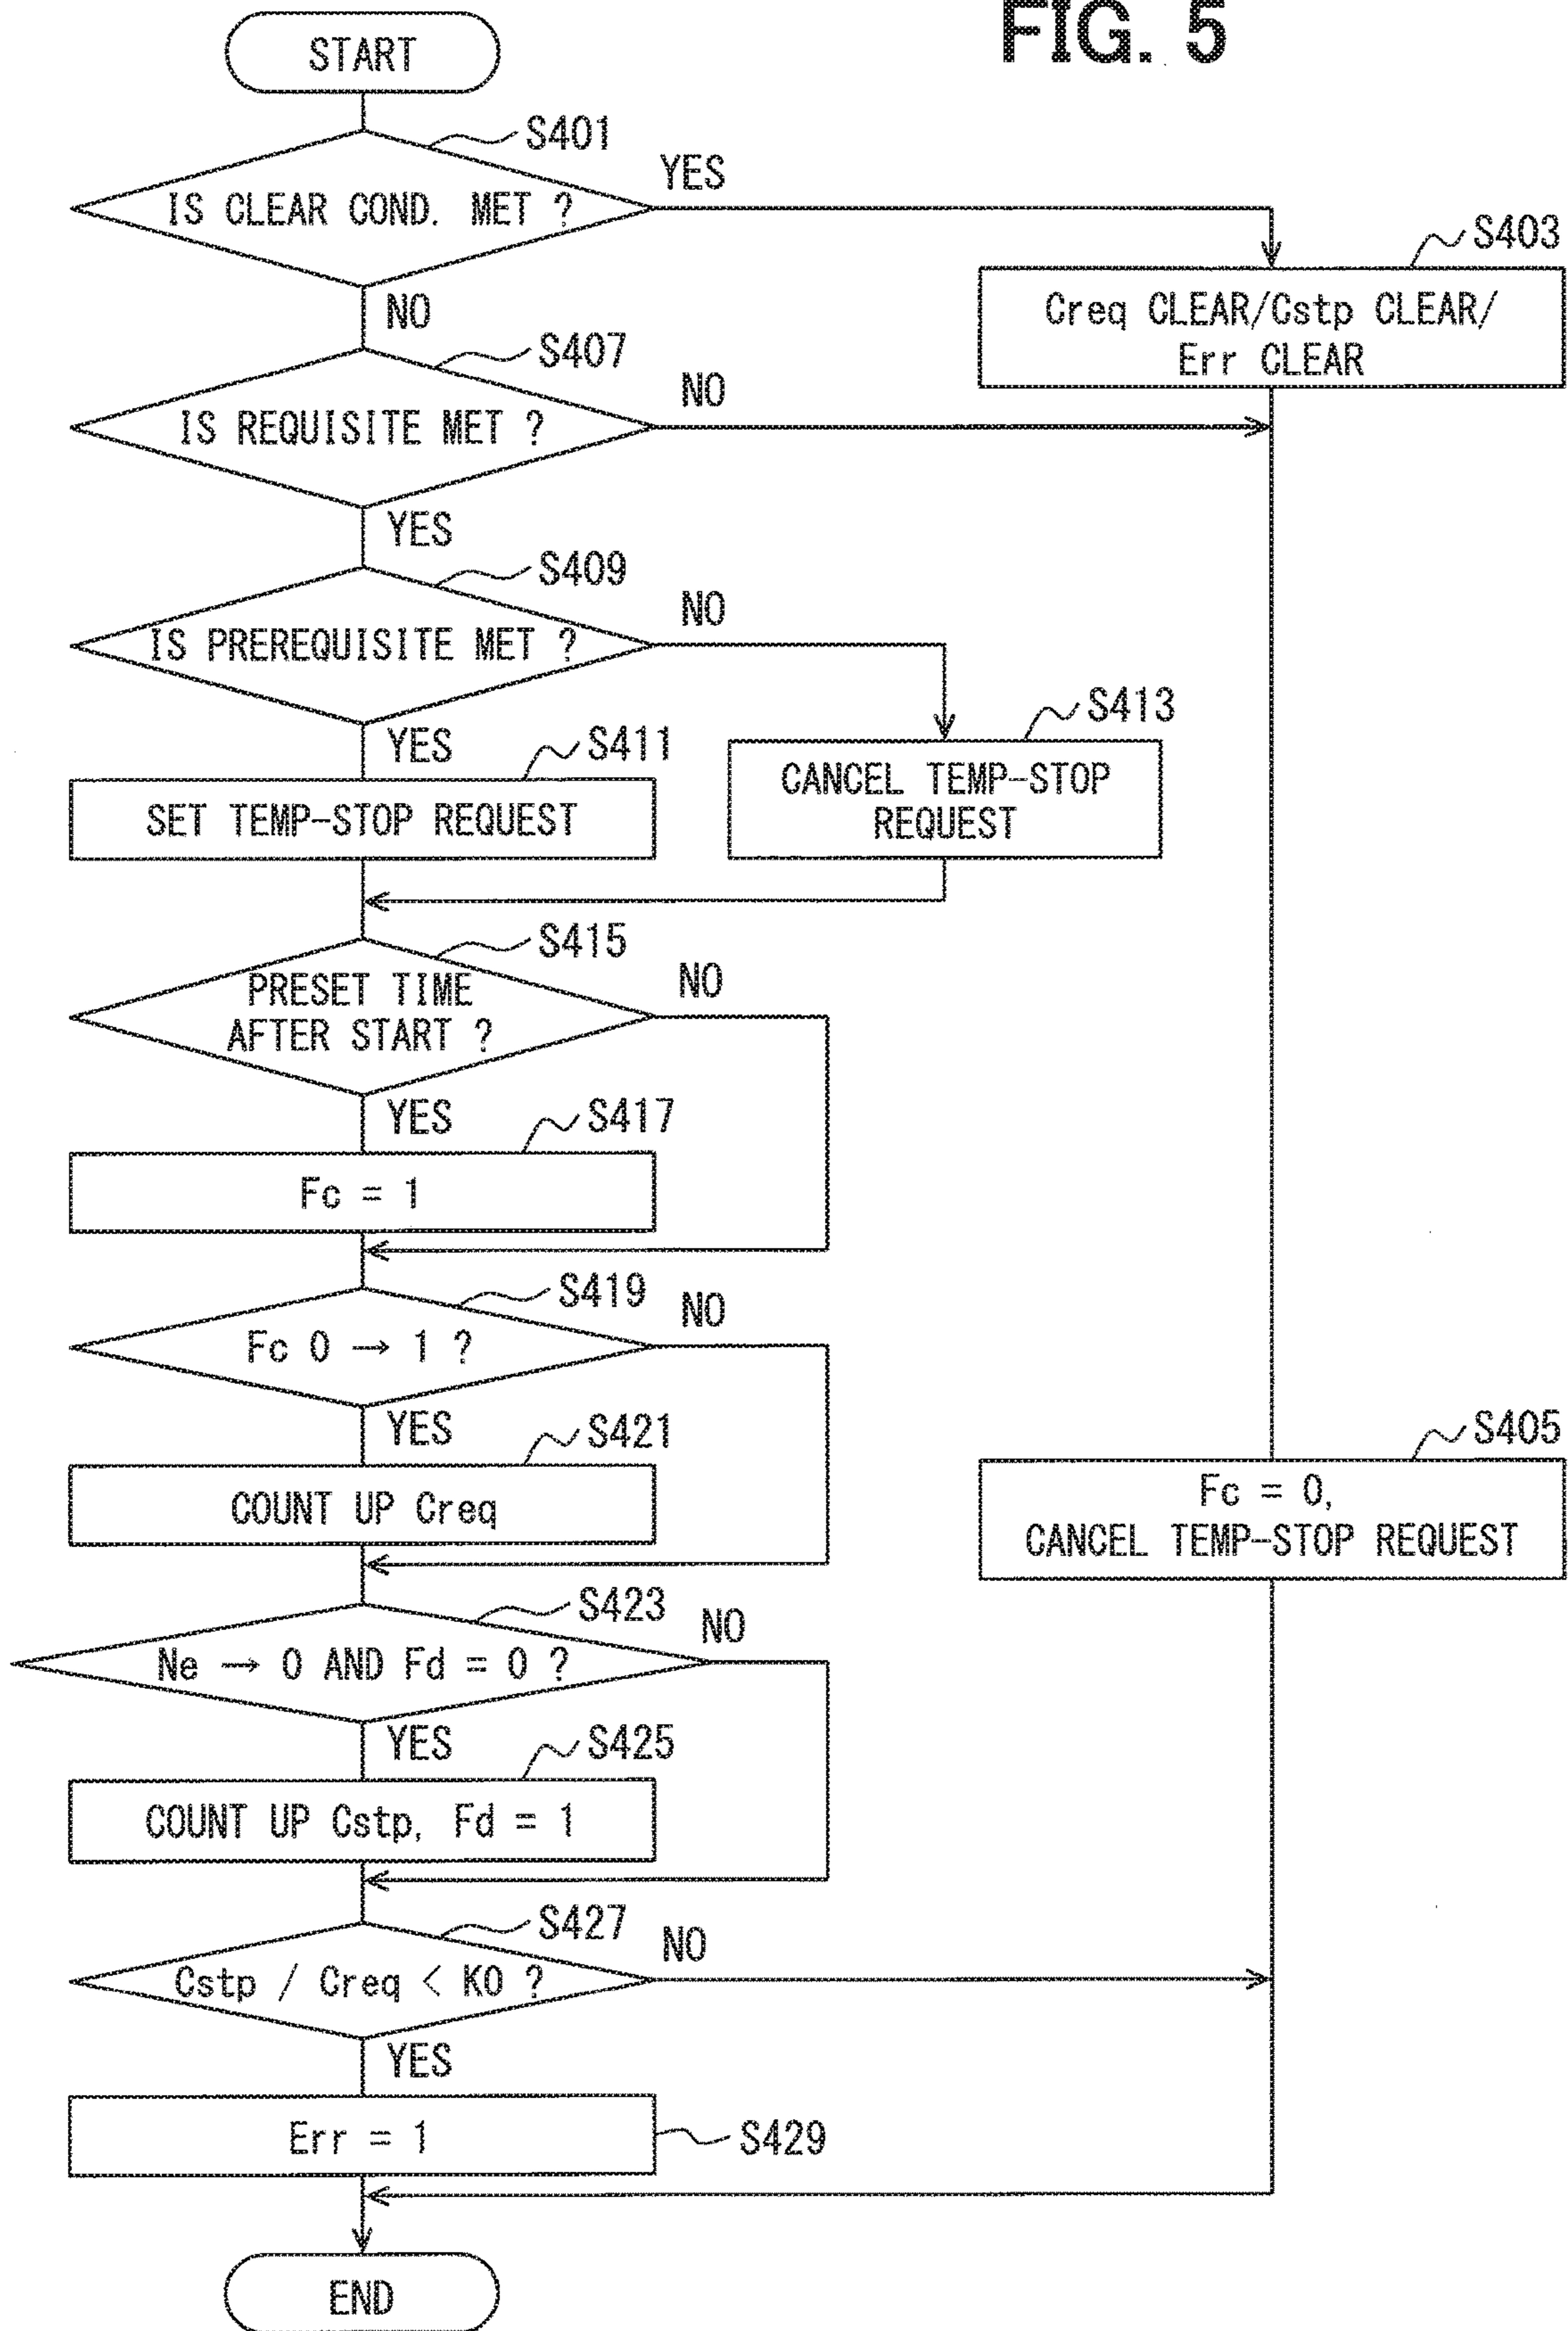 FIG. 5
START
S401
IS CLEAR COND. MET ?
YES
S403
Creq CLEAR/Cstp CLEAR/
Err CLEAR
NO
S407
IS REQUISITE MET ?
NO
YES
S409
IS PREREQUISITE MET ?
NO
YES
S411
SET TEMP-STOP REQUEST
S413
CANCEL TEMP-STOP
REQUEST
S415
PRESET TIME
AFTER START ?
NO
YES
S417
Fc = 1
S419
Fc 0 → 1 ?
NO
YES
S421
COUNT UP Creq
S405
Fc = 0,
CANCEL TEMP-STOP REQUEST
S423
Ne → 0 AND Fd = 0 ?
NO
YES
S425
COUNT UP Cstp, Fd = 1
S427
Cstp / Creq < K0 ?
NO
YES
Err = 1
S429
END